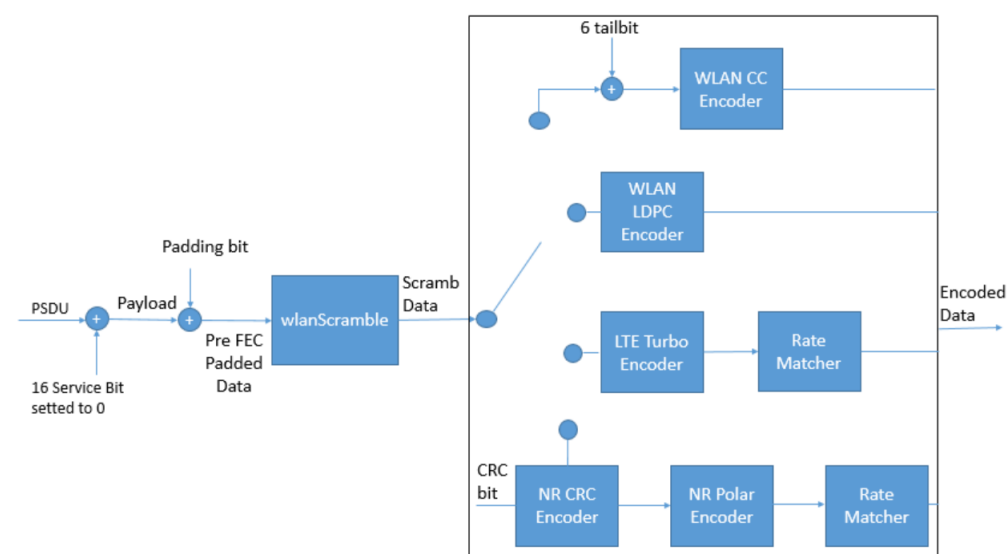 6 tailbit
+
WLAN CC
Encoder
WLAN
LDPC
Encoder
Padding bit
PSDU
+
Payload
+
Pre FEC
Padded
Data
16 Service Bit
setted to 0
wlanScramble
Scramb
Data
LTE Turbo
Encoder
Rate
Matcher
Encoded
Data
CRC
bit
NR CRC
Encoder
NR Polar
Encoder
Rate
Matcher